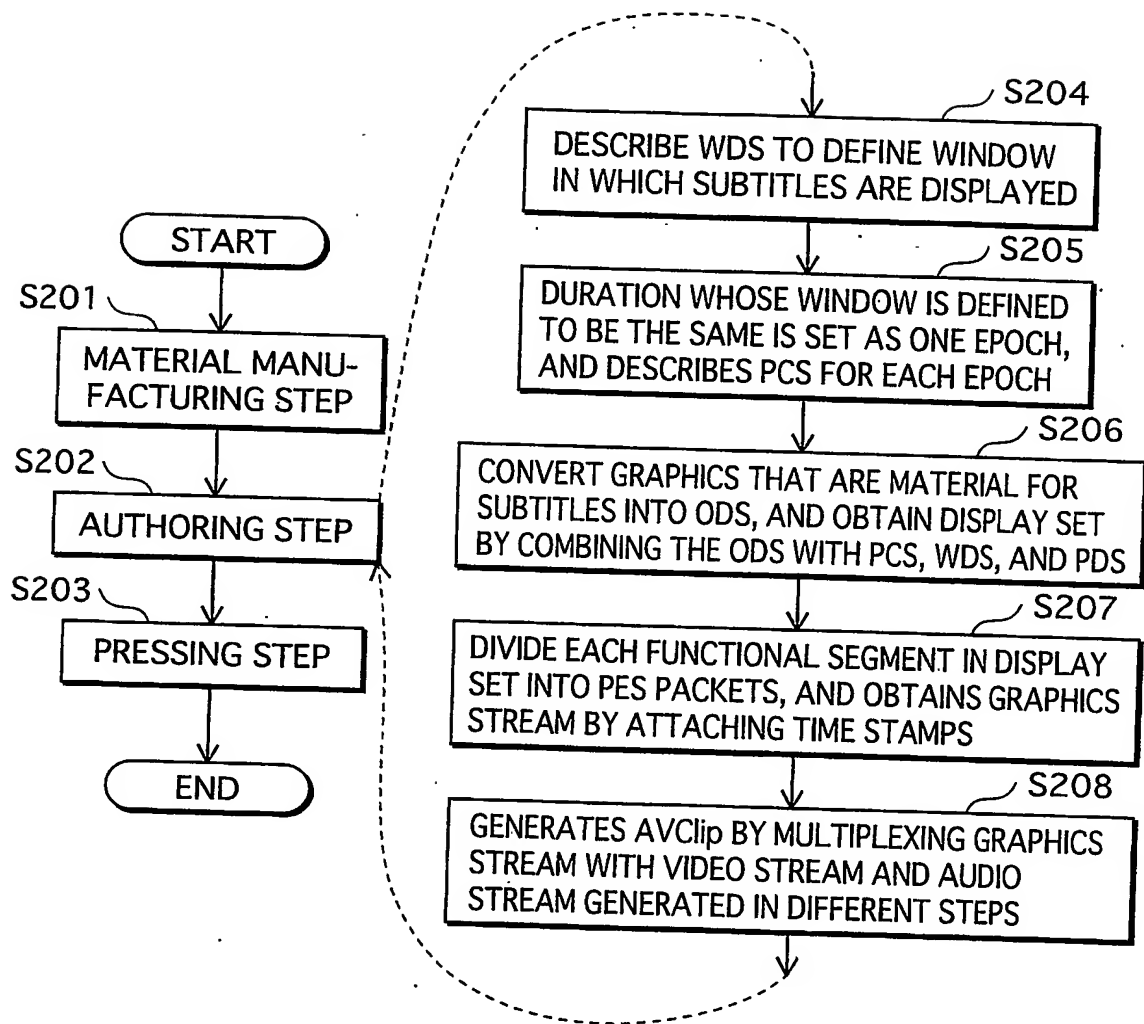 START
S201
MATERIAL MANU-
FACTURING STEP
S202
AUTHORING STEP
S203
PRESSING STEP
END
S204
DESCRIBE WDS TO DEFINE WINDOW
IN WHICH SUBTITLES ARE DISPLAYED
S205
DURATION WHOSE WINDOW IS DEFINED
TO BE THE SAME IS SET AS ONE EPOCH,
AND DESCRIBES PCS FOR EACH EPOCH
S206
CONVERT GRAPHICS THAT ARE MATERIAL FOR
SUBTITLES INTO ODS, AND OBTAIN DISPLAY SET
BY COMBINING THE ODS WITH PCS, WDS, AND PDS
S207
DIVIDE EACH FUNCTIONAL SEGMENT IN DISPLAY
SET INTO PES PACKETS, AND OBTAINS GRAPHICS
STREAM BY ATTACHING TIME STAMPS
S208
GENERATES AVClip BY MULTIPLEXING GRAPHICS
STREAM WITH VIDEO STREAM AND AUDIO
STREAM GENERATED IN DIFFERENT STEPS